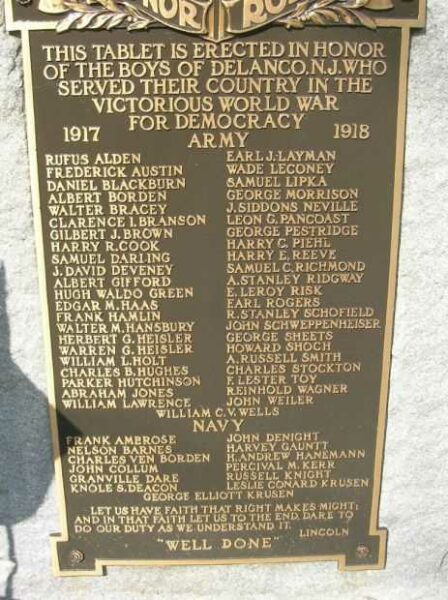 HONOR ROLL
THIS TABLET IS ERECTED IN HONOR
OF THE BOYS OF DELANCO, N.J. WHO
SERVED THEIR COUNTRY IN THE
VICTORIOUS WORLD WAR
FOR DEMOCRACY
1917 1918
ARMY
RUFUS ALDEN EARL J. LAYMAN
FREDERICK AUSTIN WADE LECONEY
DANIEL BLACKBURN SAMUEL LIPKA
ALBERT BORDEN GEORGE MORRISON
WALTER BRACEY J. SIDDONS NEVILLE
CLARENCE I. BRANSON LEON G. PANCOAST
GILBERT J. BROWN GEORGE PESTRIDGE
HARRY R. COOK HARRY C. PIEHL
SAMUEL DARLING HARRY E. REEVE
J. DAVID DEVENEY SAMUEL C. RICHMOND
ALBERT GIFFORD A. STANLEY RIDGWAY
HUGH WALDO GREEN E. LEROY RISK
EDGAR M. HAAS EARL ROGERS
FRANK HAMLIN R. STANLEY SCHOFIELD
WALTER M. HANSBURY JOHN SCHWEPPENHEISER
HERBERT G. HEISLER GEORGE SHEETS
WARREN G. HEISLER HOWARD SHOCH
WILLIAM L. HOLT A. RUSSELL SMITH
CHARLES B. HUGHES CHARLES STOCKTON
PARKER HUTCHINSON F. LESTER TOY
ABRAHAM JONES REINHOLD WAGNER
WILLIAM LAWRENCE JOHN WEILER
WILLIAM C. V. WELLS
NAVY
FRANK AMBROSE JOHN DENIGHT
NELSON BARNES HARVEY GAUNTT
CHARLES VEN BORDEN H. ANDREW HANEMANN
JOHN COLLUM PERCIVAL M. KERR
GRANVILLE DARE RUSSELL KNIGHT
KNOLE S. DEACON LESLIE CONARD KRUSEN
GEORGE ELLIOTT KRUSEN
LET US HAVE FAITH THAT RIGHT MAKES MIGHT;
AND IN THAT FAITH LET US TO THE END, DARE TO
DO OUR DUTY AS WE UNDERSTAND IT.
LINCOLN
"WELL DONE"